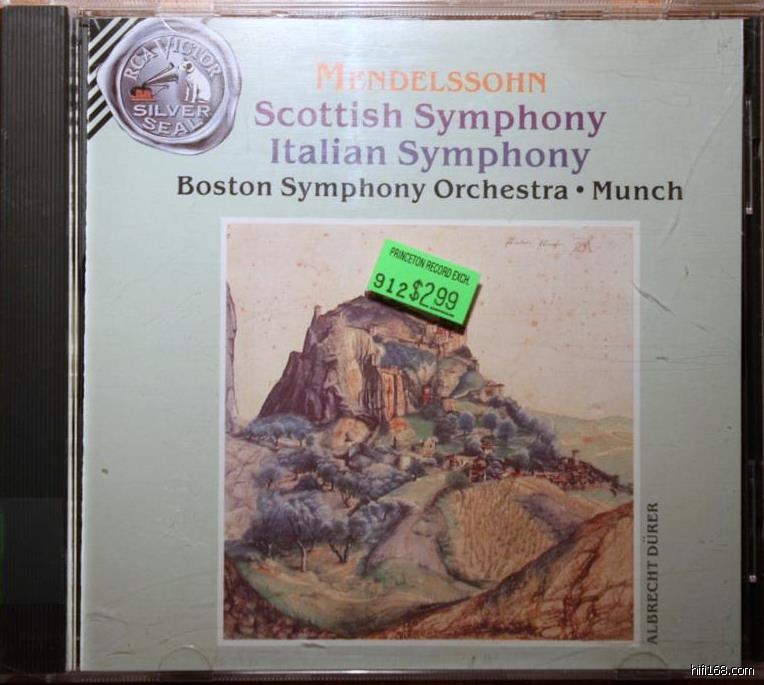 RCA VICTOR
SILVER
SEAL
MENDELSSOHN
Scottish Symphony
Italian Symphony
Boston Symphony Orchestra • Munch
PRINCETON RECORD EXCH.
912 $2.99
ALBRECHT DÜRER
hifi168.com